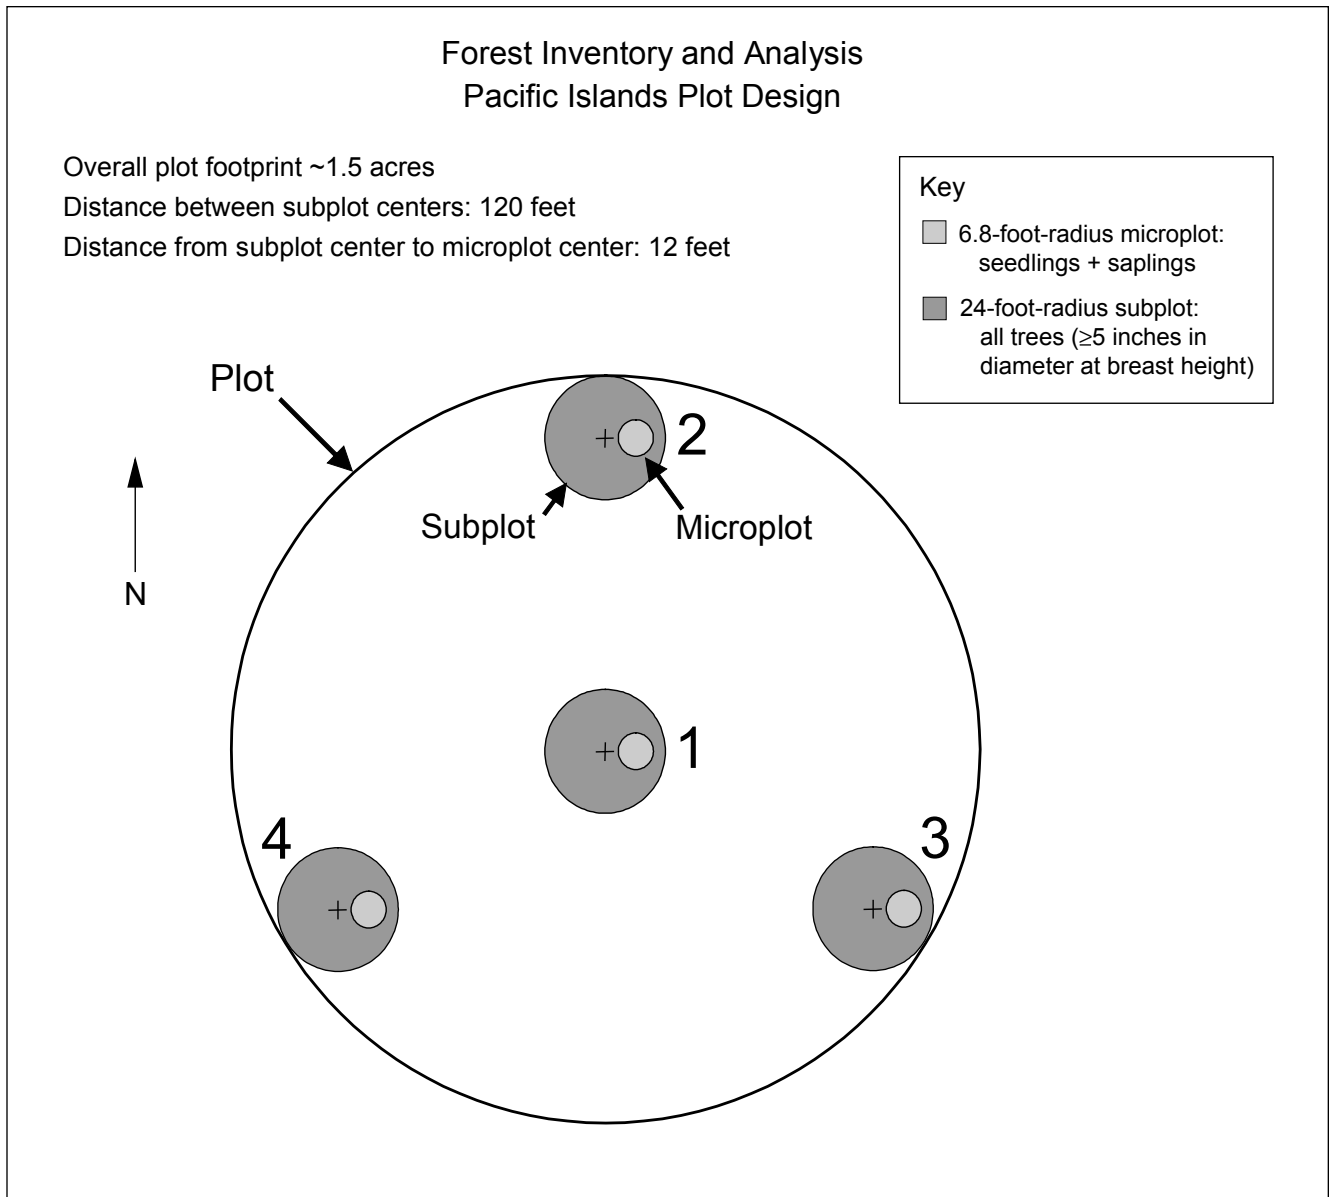 Forest Inventory and Analysis
Pacific Islands Plot Design
Overall plot footprint ~1.5 acres
Distance between subplot centers: 120 feet
Distance from subplot center to microplot center: 12 feet
Key
6.8-foot-radius microplot:
seedlings + saplings
24-foot-radius subplot:
all trees (≥5 inches in
diameter at breast height)
Plot
2
Subplot
Microplot
N
1
4
3